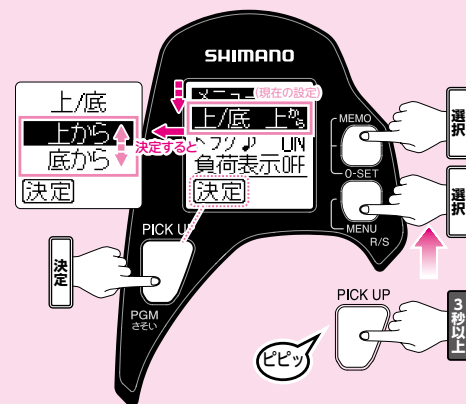 SHIMANO
メニュー
(現在の設定)
上/底 上から
ドラグ♪ ON
負荷表示OFF
決定
上/底
上から
底から
決定
決定すると
MEMO
0-SET
MENU
R/S
選択
選択
PICK UP
決定
PGM
さそい
PICK UP
3秒以上
ピピッ